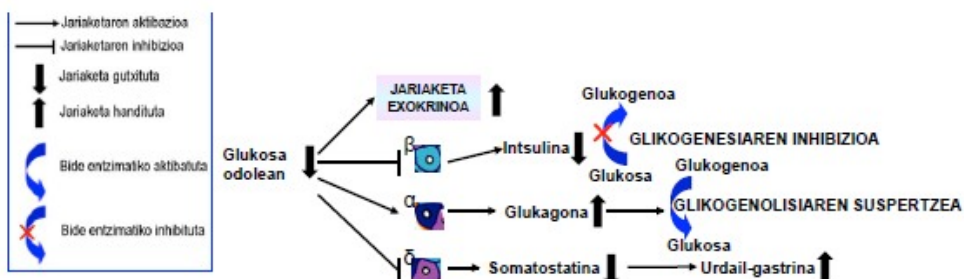 Jariaketaren aktibazioa
Jariaketaren inhibizioa
Jariaketa gutxituta
Jariaketa handituta
Bide entzimatiko aktibatuta
Bide entzimatiko inhibituta
Glukosa
odolean
JARIAKETA
EXOKRINOA
β
Intsulina
Glukogenoa
GLIKOGENESIAREN INHIBIZIOA
Glukosa
α
Glukagona
Glukogenoa
GLIKOGENOLISIAREN SUSPERTZEA
Glukosa
δ
Somatostatina
Urdail-gastrina